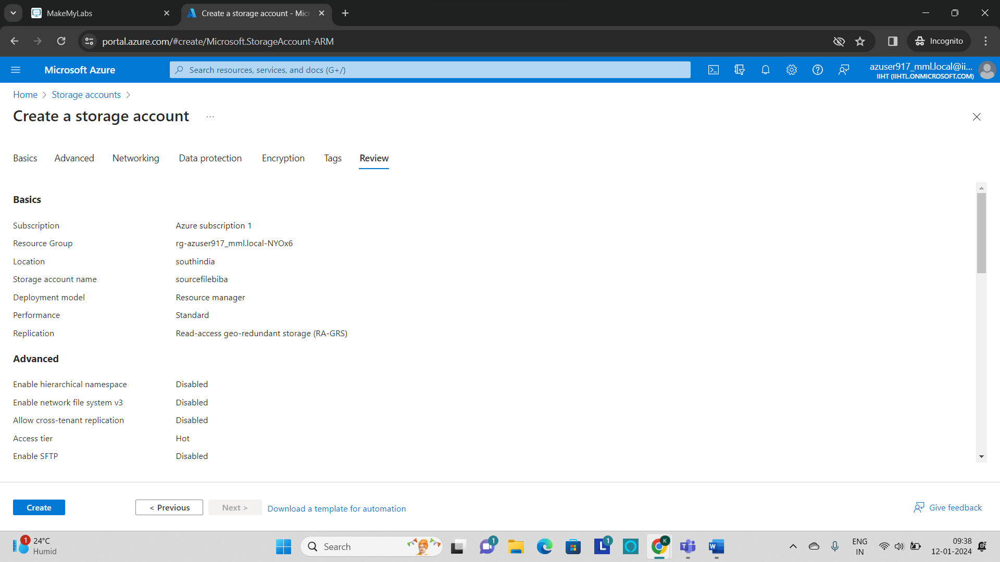 MakeMyLabs
Create a storage account - Micr
portal.azure.com/#create/Microsoft.StorageAccount-ARM
Incognito
Microsoft Azure
Search resources, services, and docs (G+/)
azuser917_mml.local@ii...
IIHT (IIHTL.ONMICROSOFT.COM)
Home > Storage accounts >
Create a storage account ...
Basics Advanced Networking Data protection Encryption Tags Review
Basics
Subscription Azure subscription 1
Resource Group rg-azuser917_mml.local-NYOx6
Location southindia
Storage account name sourcefilebiba
Deployment model Resource manager
Performance Standard
Replication Read-access geo-redundant storage (RA-GRS)
Advanced
Enable hierarchical namespace Disabled
Enable network file system v3 Disabled
Allow cross-tenant replication Disabled
Access tier Hot
Enable SFTP Disabled
Create < Previous Next > Download a template for automation Give feedback
1 24°C
Humid
Search
1
L 1
K
T
W
ENG
IN
09:38
12-01-2024